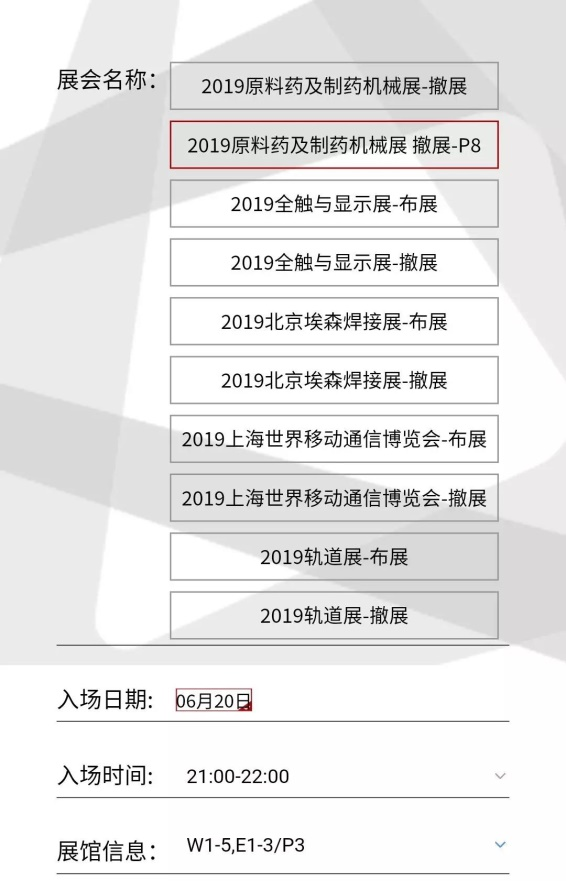 展会名称：
2019原料药及制药机械展-撤展
2019原料药及制药机械展 撤展-P8
2019全触与显示展-布展
2019全触与显示展-撤展
2019北京埃森焊接展-布展
2019北京埃森焊接展-撤展
2019上海世界移动通信博览会-布展
2019上海世界移动通信博览会-撤展
2019轨道展-布展
2019轨道展-撤展
入场日期: 06月20日
入场时间: 21:00-22:00
展馆信息： W1-5,E1-3/P3